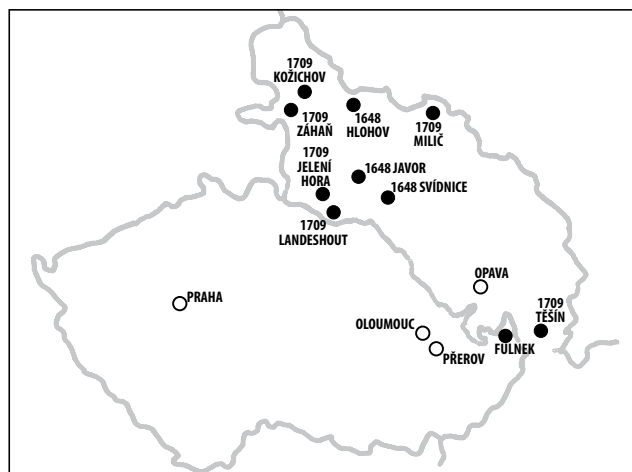 1709
KOŽICHOV
1709
ZÁHAŇ
1648
HLOHOV
1709
MILIČ
1709
JELENÍ
HORA
1648 JAVOR
1648 SVÍDNICE
1709
LANDESHOUT
OPAVA
PRAHA
OLOUMOUC
PŘEROV
FULNEK
1709
TĚŠÍN